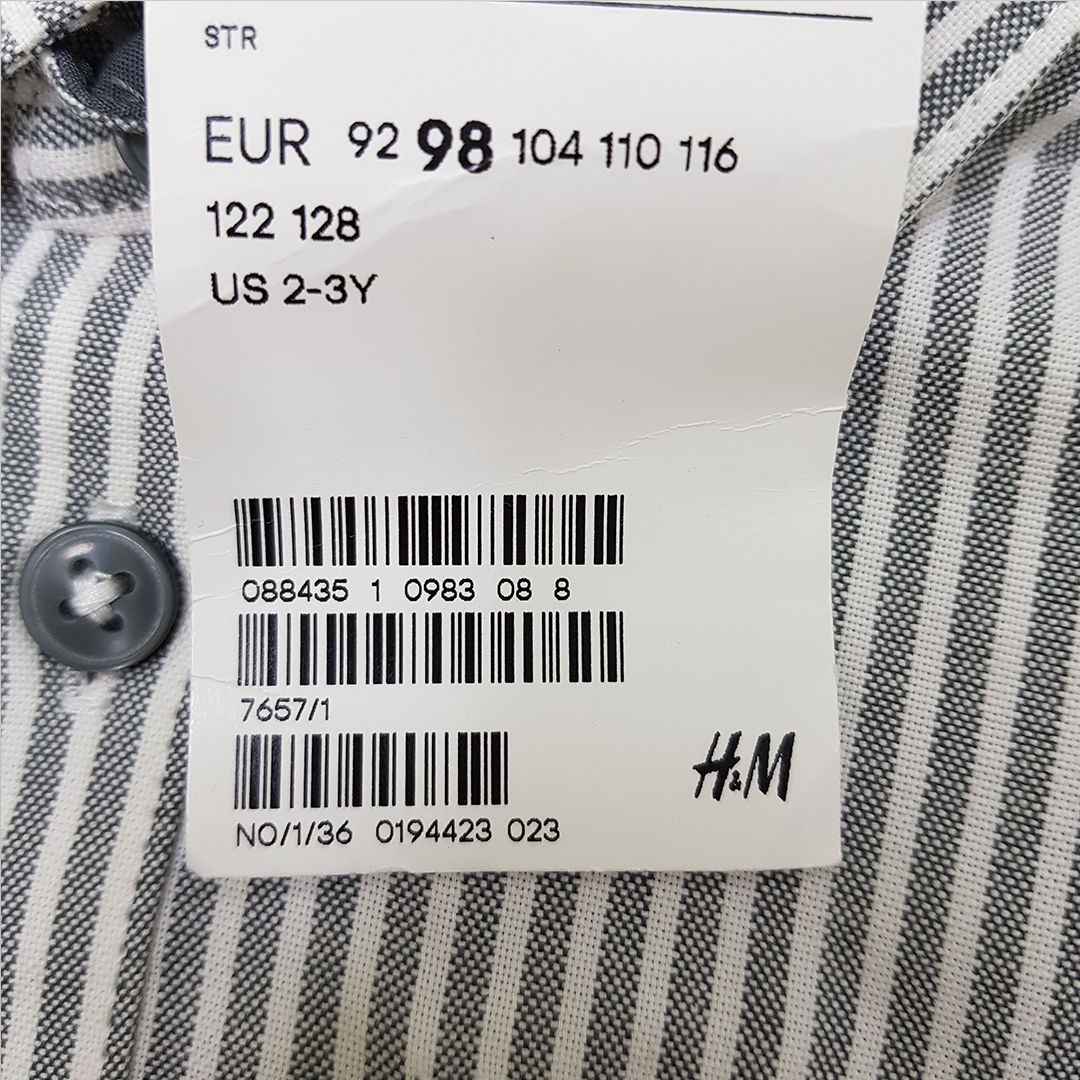 STR
EUR 92 98 104 110 116
122 128
US 2-3Y
088435 1 0983 08 8
7657/1
H&M
NO/1/36 0194423 023